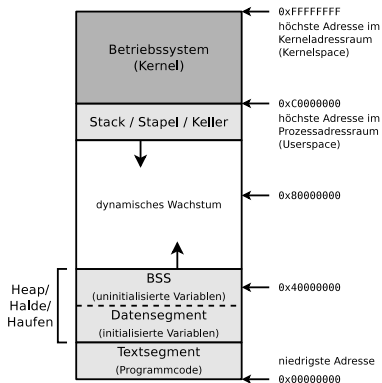 0xFFFFFFFF
höchste Adresse im
Kerneladressraum
(Kernelspace)
Betriebssystem
(Kernel)
0xC0000000
höchste Adresse im
Prozessadressraum
(Userspace)
Stack / Stapel / Keller
dynamisches Wachstum
0x80000000
Heap/
Halde/
Haufen
BSS
(uninitialisierte Variablen)
0x40000000
Datensegment
(initialisierte Variablen)
Textsegment
(Programmcode)
niedrigste Adresse
0x00000000